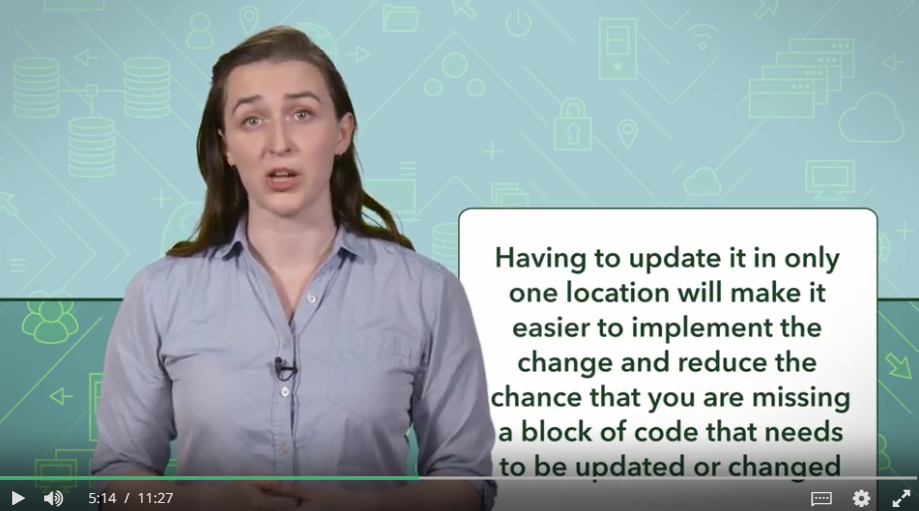 Having to update it in only
one location will make it
easier to implement the
change and reduce the
chance that you are missing
a block of code that needs
to be updated or changed
5:14 / 11:27